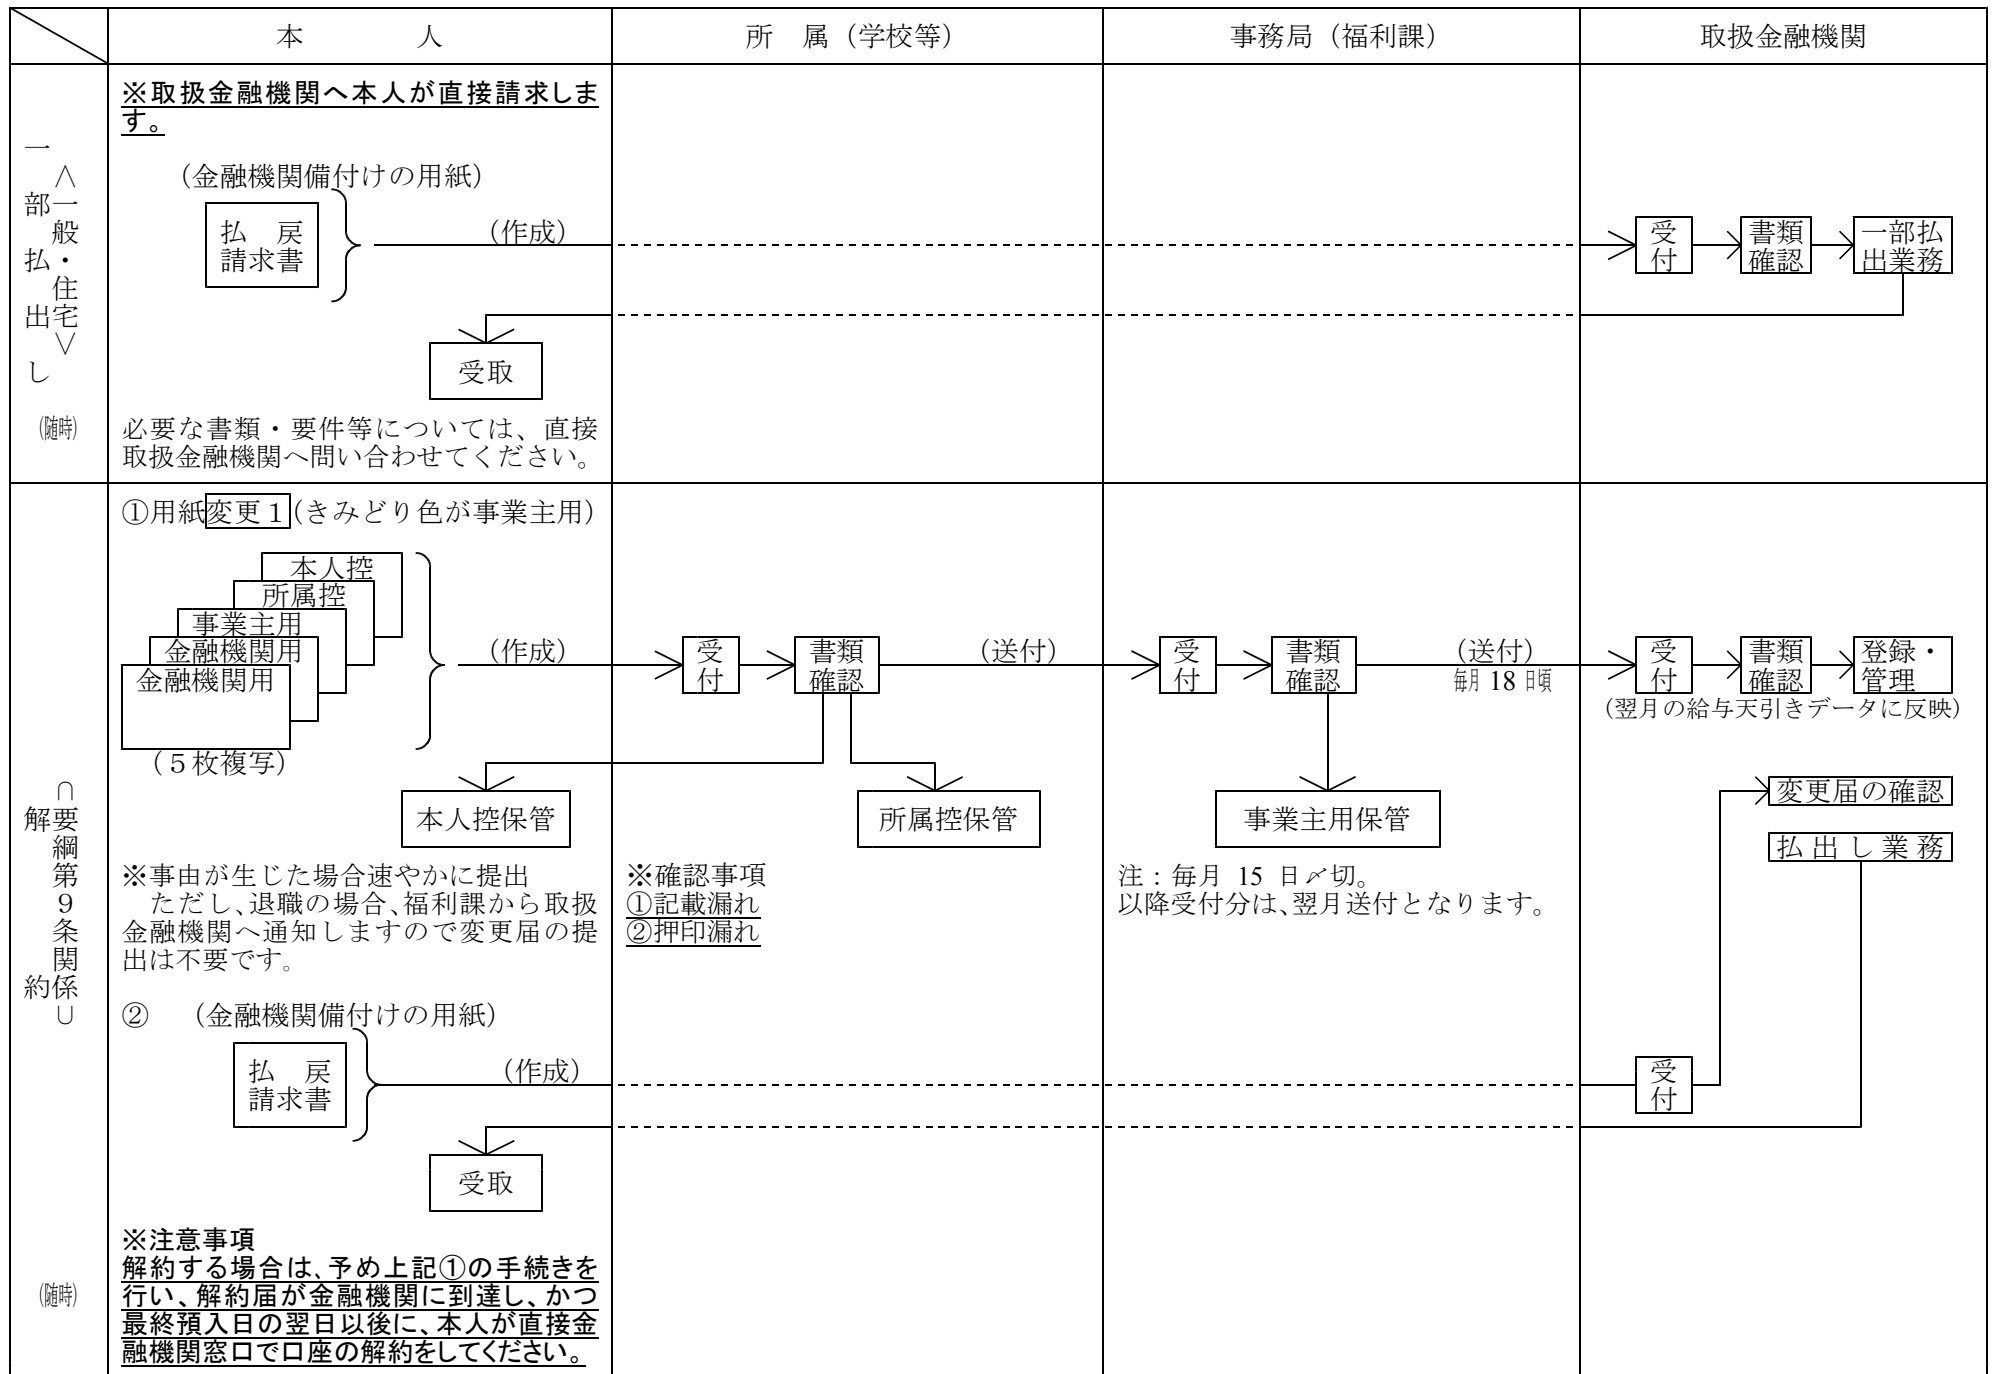 本　　　　人
所　属（学校等）
事務局（福利課）
取扱金融機関
一部払出し
＜一般・住宅＞
(随時)
※取扱金融機関へ本人が直接請求しま
す。
（金融機関備付けの用紙）
払　戻
請求書
（作成）
受
付
書類
確認
一部払
出業務
受取
必要な書類・要件等については、直接
取扱金融機関へ問い合わせてください。
解約
（要綱第９条関係）
(随時)
①用紙変更１（きみどり色が事業主用）
本人控
所属控
事業主用
金融機関用
金融機関用
（５枚複写）
（作成）
受
付
書類
確認
（送付）
受
付
書類
確認
（送付）
毎月 18 日頃
受
付
書類
確認
登録・
管理
（翌月の給与天引きデータに反映）
本人控保管
所属控保管
事業主用保管
変更届の確認
払出し業務
※事由が生じた場合速やかに提出
ただし、退職の場合、福利課から取扱
金融機関へ通知しますので変更届の提
出は不要です。
※確認事項
①記載漏れ
②押印漏れ
注：毎月 15 日〆切。
以降受付分は、翌月送付となります。
②　（金融機関備付けの用紙）
払　戻
請求書
（作成）
受
付
受取
※注意事項
解約する場合は、予め上記①の手続きを
行い、解約届が金融機関に到達し、かつ
最終預入日の翌日以後に、本人が直接金
融機関窓口で口座の解約をしてください。